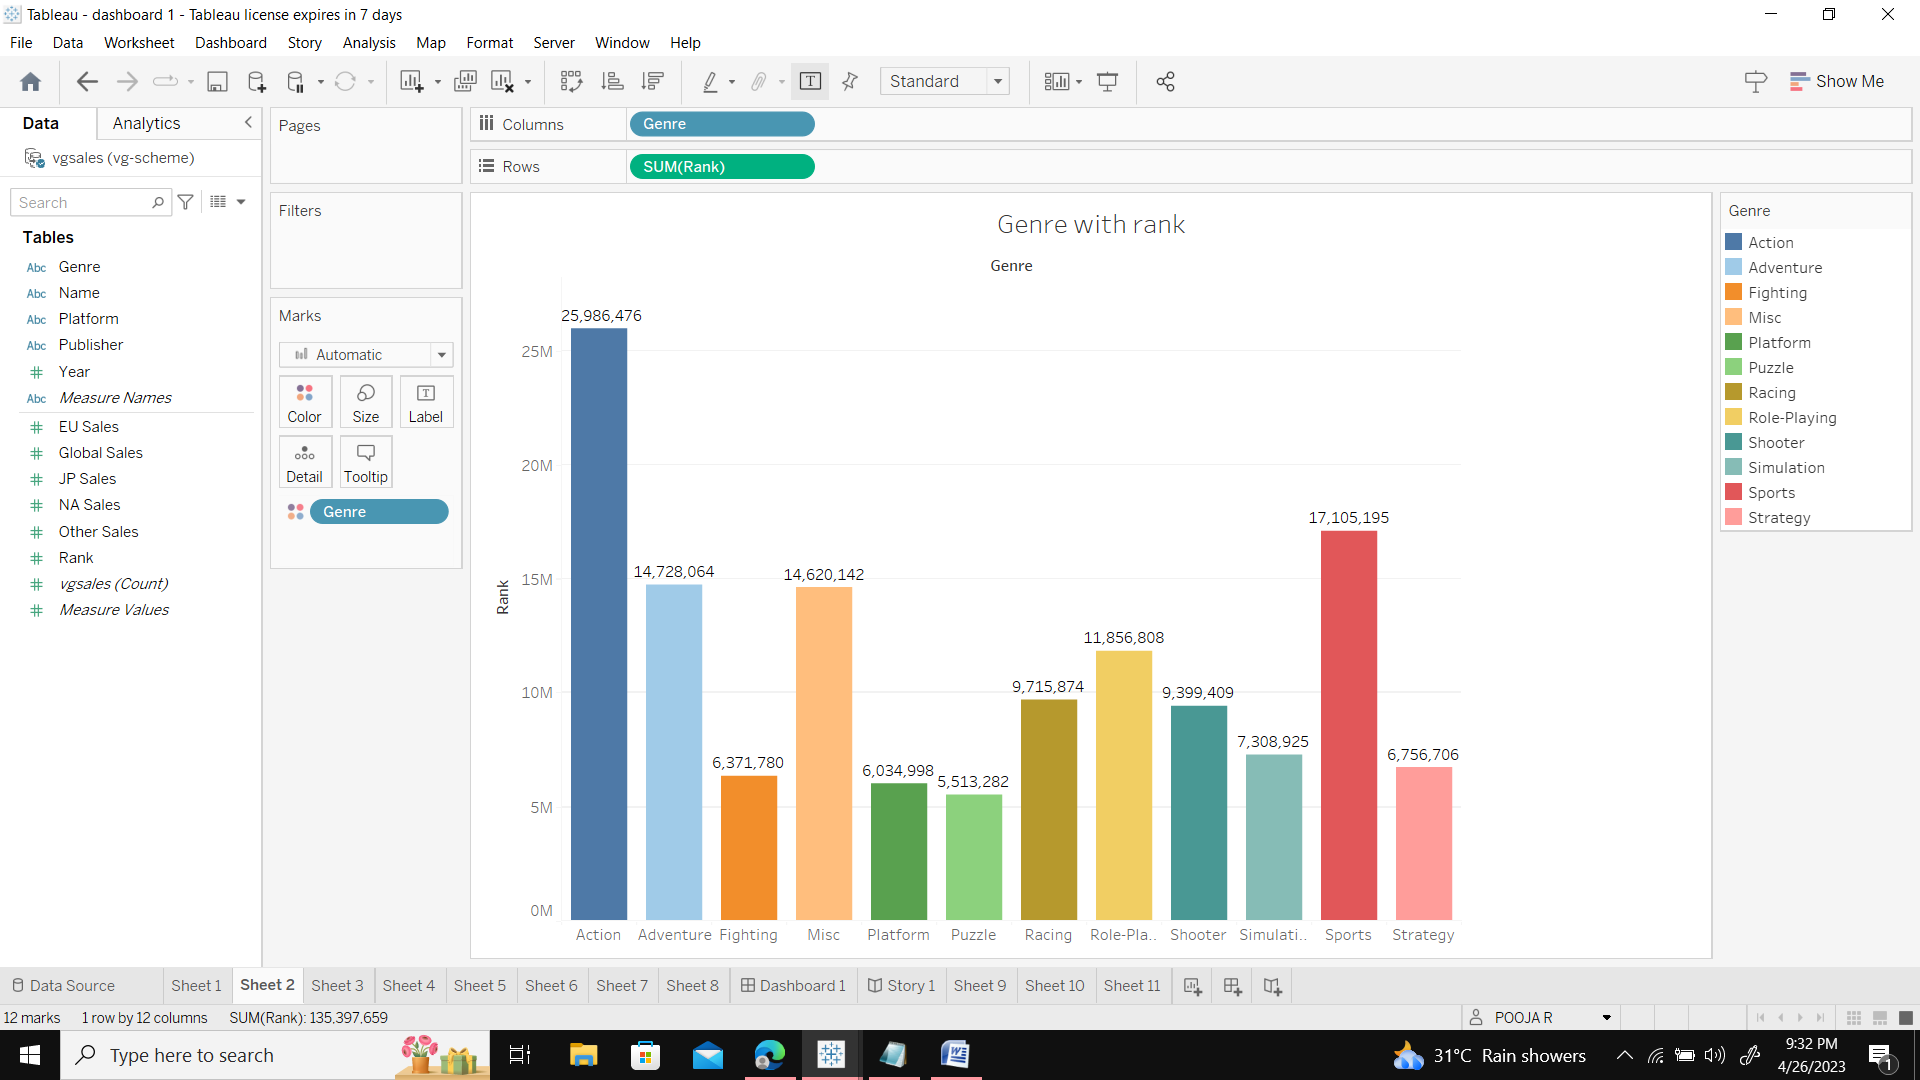 Tableau - dashboard 1 - Tableau license expires in 7 days
File Data Worksheet Dashboard Story Analysis Map Format Server Window Help
Standard
Show Me
Data Analytics
vgsales (vg-scheme)
Search
Tables
Abc Genre
Abc Name
Abc Platform
Abc Publisher
Year
Abc Measure Names
EU Sales
Global Sales
JP Sales
NA Sales
Other Sales
Rank
vgsales (Count)
Measure Values
Pages
Filters
Marks
Automatic
Color Size Label
Detail Tooltip
Genre
Columns Genre
Rows SUM(Rank)
Genre with rank
Genre
Rank
25M
20M
15M
10M
5M
0M
25,986,476
14,728,064
6,371,780
14,620,142
6,034,998
5,513,282
9,715,874
11,856,808
9,399,409
7,308,925
17,105,195
6,756,706
Action Adventure Fighting Misc Platform Puzzle Racing Role-Pla.. Shooter Simulati.. Sports Strategy
Genre
Action
Adventure
Fighting
Misc
Platform
Puzzle
Racing
Role-Playing
Shooter
Simulation
Sports
Strategy
Data Source Sheet 1 Sheet 2 Sheet 3 Sheet 4 Sheet 5 Sheet 6 Sheet 7 Sheet 8 Dashboard 1 Story 1 Sheet 9 Sheet 10 Sheet 11
12 marks 1 row by 12 columns SUM(Rank): 135,397,659
POOJA R
Type here to search
31°C Rain showers
9:32 PM
4/26/2023
1